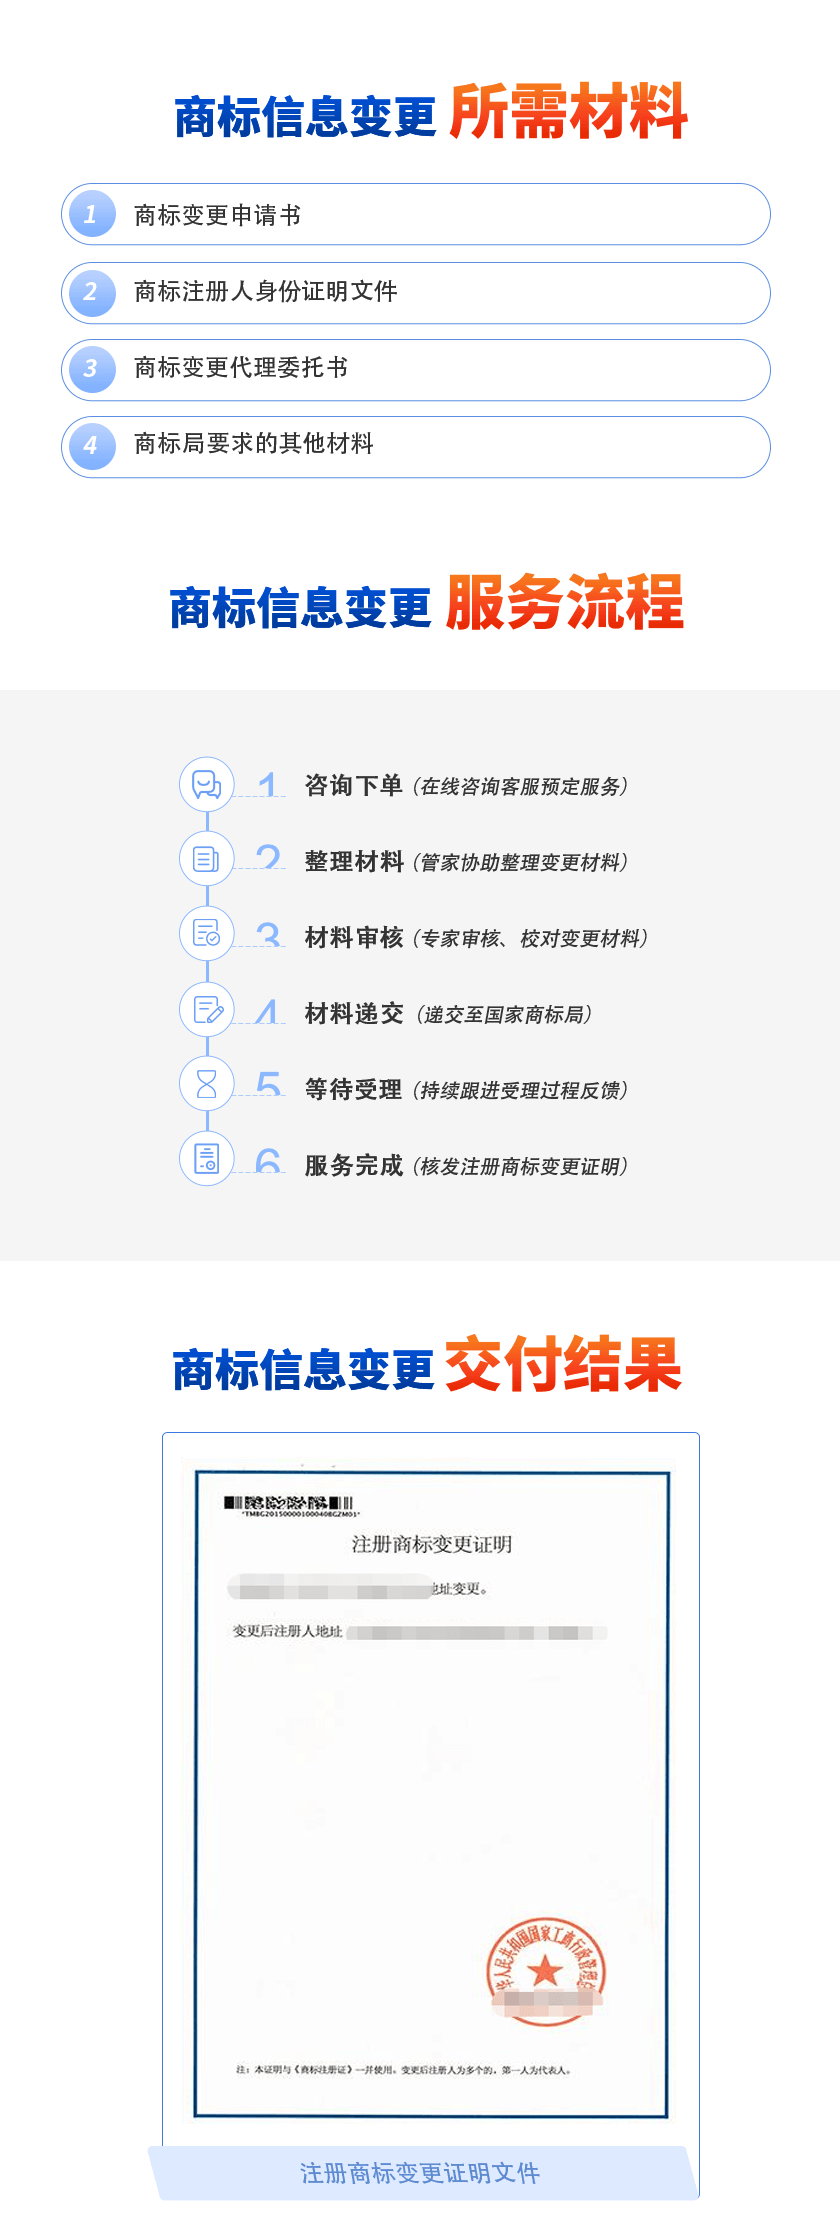 商标信息变更 所需材料
1 商标变更申请书
2 商标注册人身份证明文件
3 商标变更代理委托书
4 商标局要求的其他材料
商标信息变更 服务流程
1 咨询下单 (在线咨询客服预定服务)
2 整理材料 (管家协助整理变更材料)
3 材料审核 (专家审核、校对变更材料)
4 材料递交 (递交至国家商标局)
5 等待受理 (持续跟进受理过程反馈)
6 服务完成 (核发注册商标变更证明)
商标信息变更 交付结果
*TMBG201500001000408GZM01*
注册商标变更证明
地址变更。
变更后注册人地址
华人民共和国国家工商行政管理总
注：本证明与《商标注册证》一并使用。变更后注册人为多个的，第一人为代表人。
注册商标变更证明文件